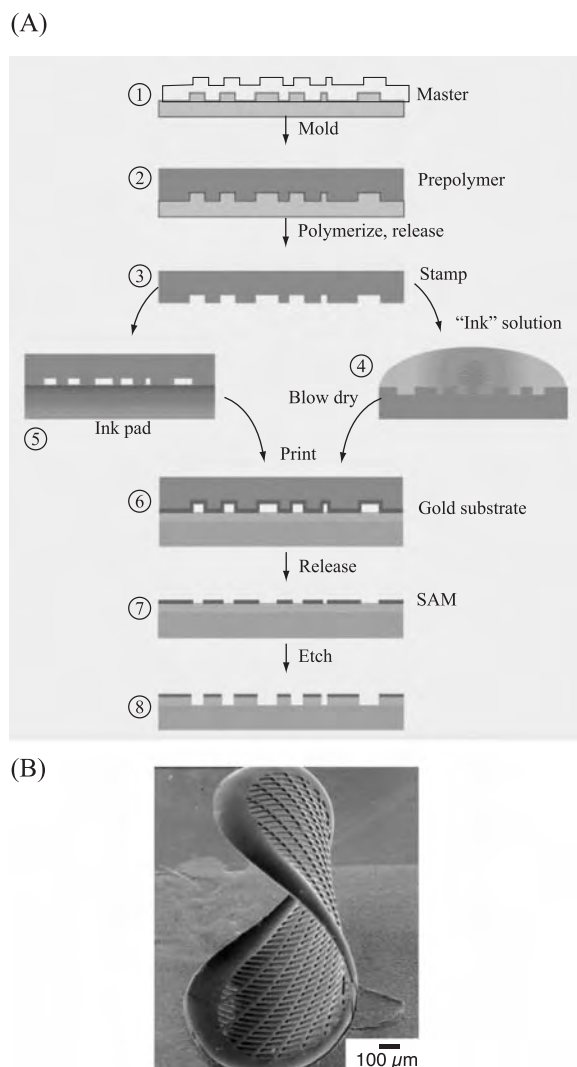 (A)
① Master
Mold
② Prepolymer
Polymerize, release
③ Stamp
“Ink” solution
④
Blow dry
Ink pad
⑤
Print
⑥ Gold substrate
Release
⑦ SAM
Etch
⑧
(B)
100 µm